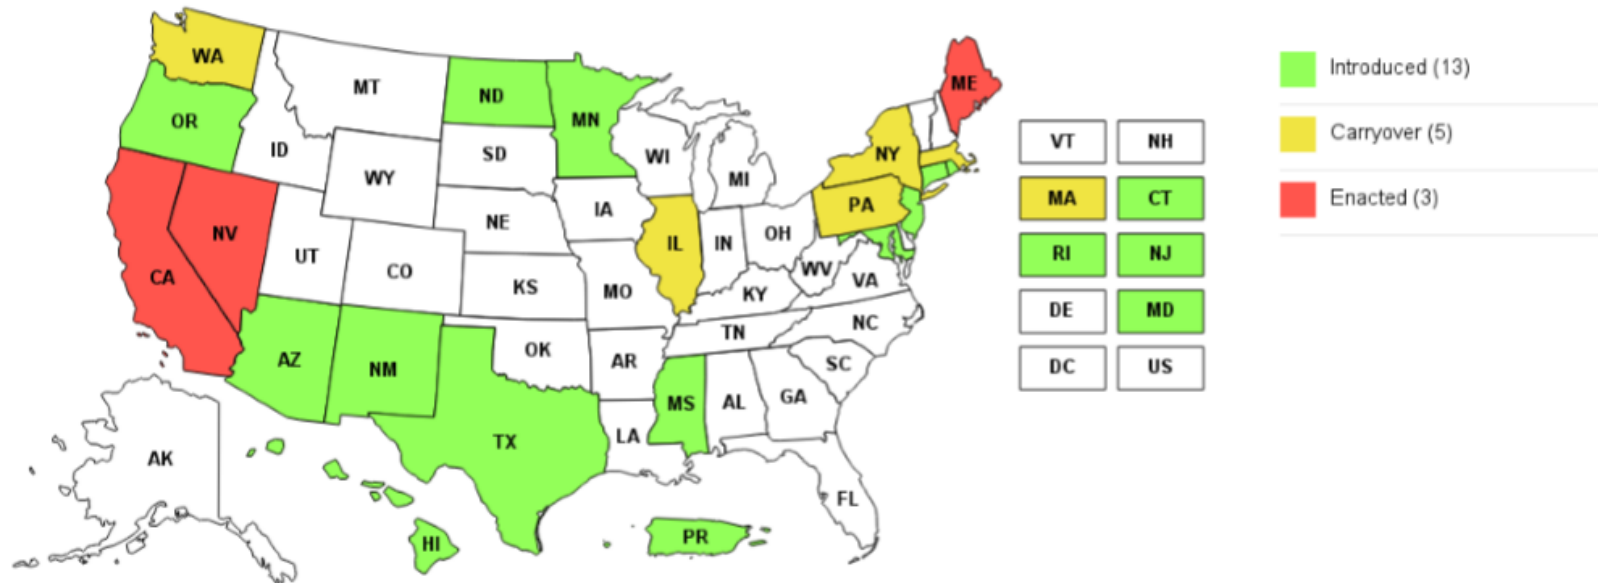 WA
MT
ND
MN
ME
OR
ID
SD
WI
MI
NY
WY
IA
NE
PA
NV
UT
CO
IL
IN
OH
CA
KS
MO
WV
VA
KY
AZ
NM
OK
AR
TN
NC
SC
TX
MS
AL
GA
LA
AK
FL
HI
PR
VT NH
MA CT
RI NJ
DE MD
DC US
Introduced (13)
Carryover (5)
Enacted (3)